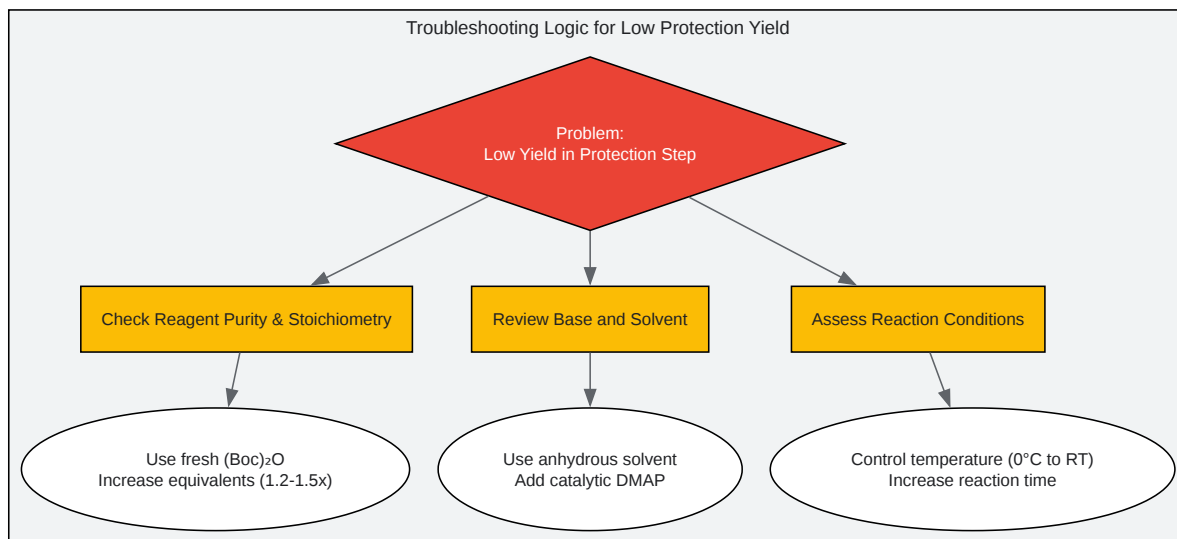 Troubleshooting Logic for Low Protection Yield
Problem:
Low Yield in Protection Step
Check Reagent Purity & Stoichiometry
Review Base and Solvent
Assess Reaction Conditions
Use fresh (Boc)₂O
Increase equivalents (1.2-1.5x)
Use anhydrous solvent
Add catalytic DMAP
Control temperature (0°C to RT)
Increase reaction time